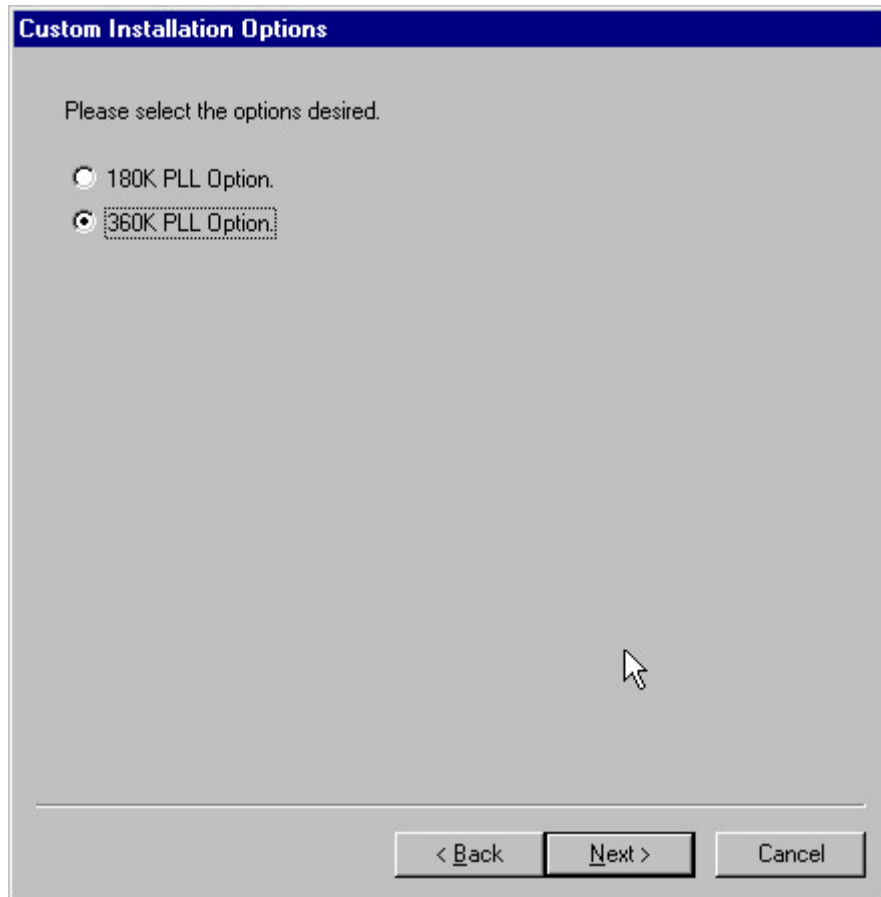 Custom Installation Options
Please select the options desired.
180K PLL Option.
360K PLL Option.
< Back Next > Cancel